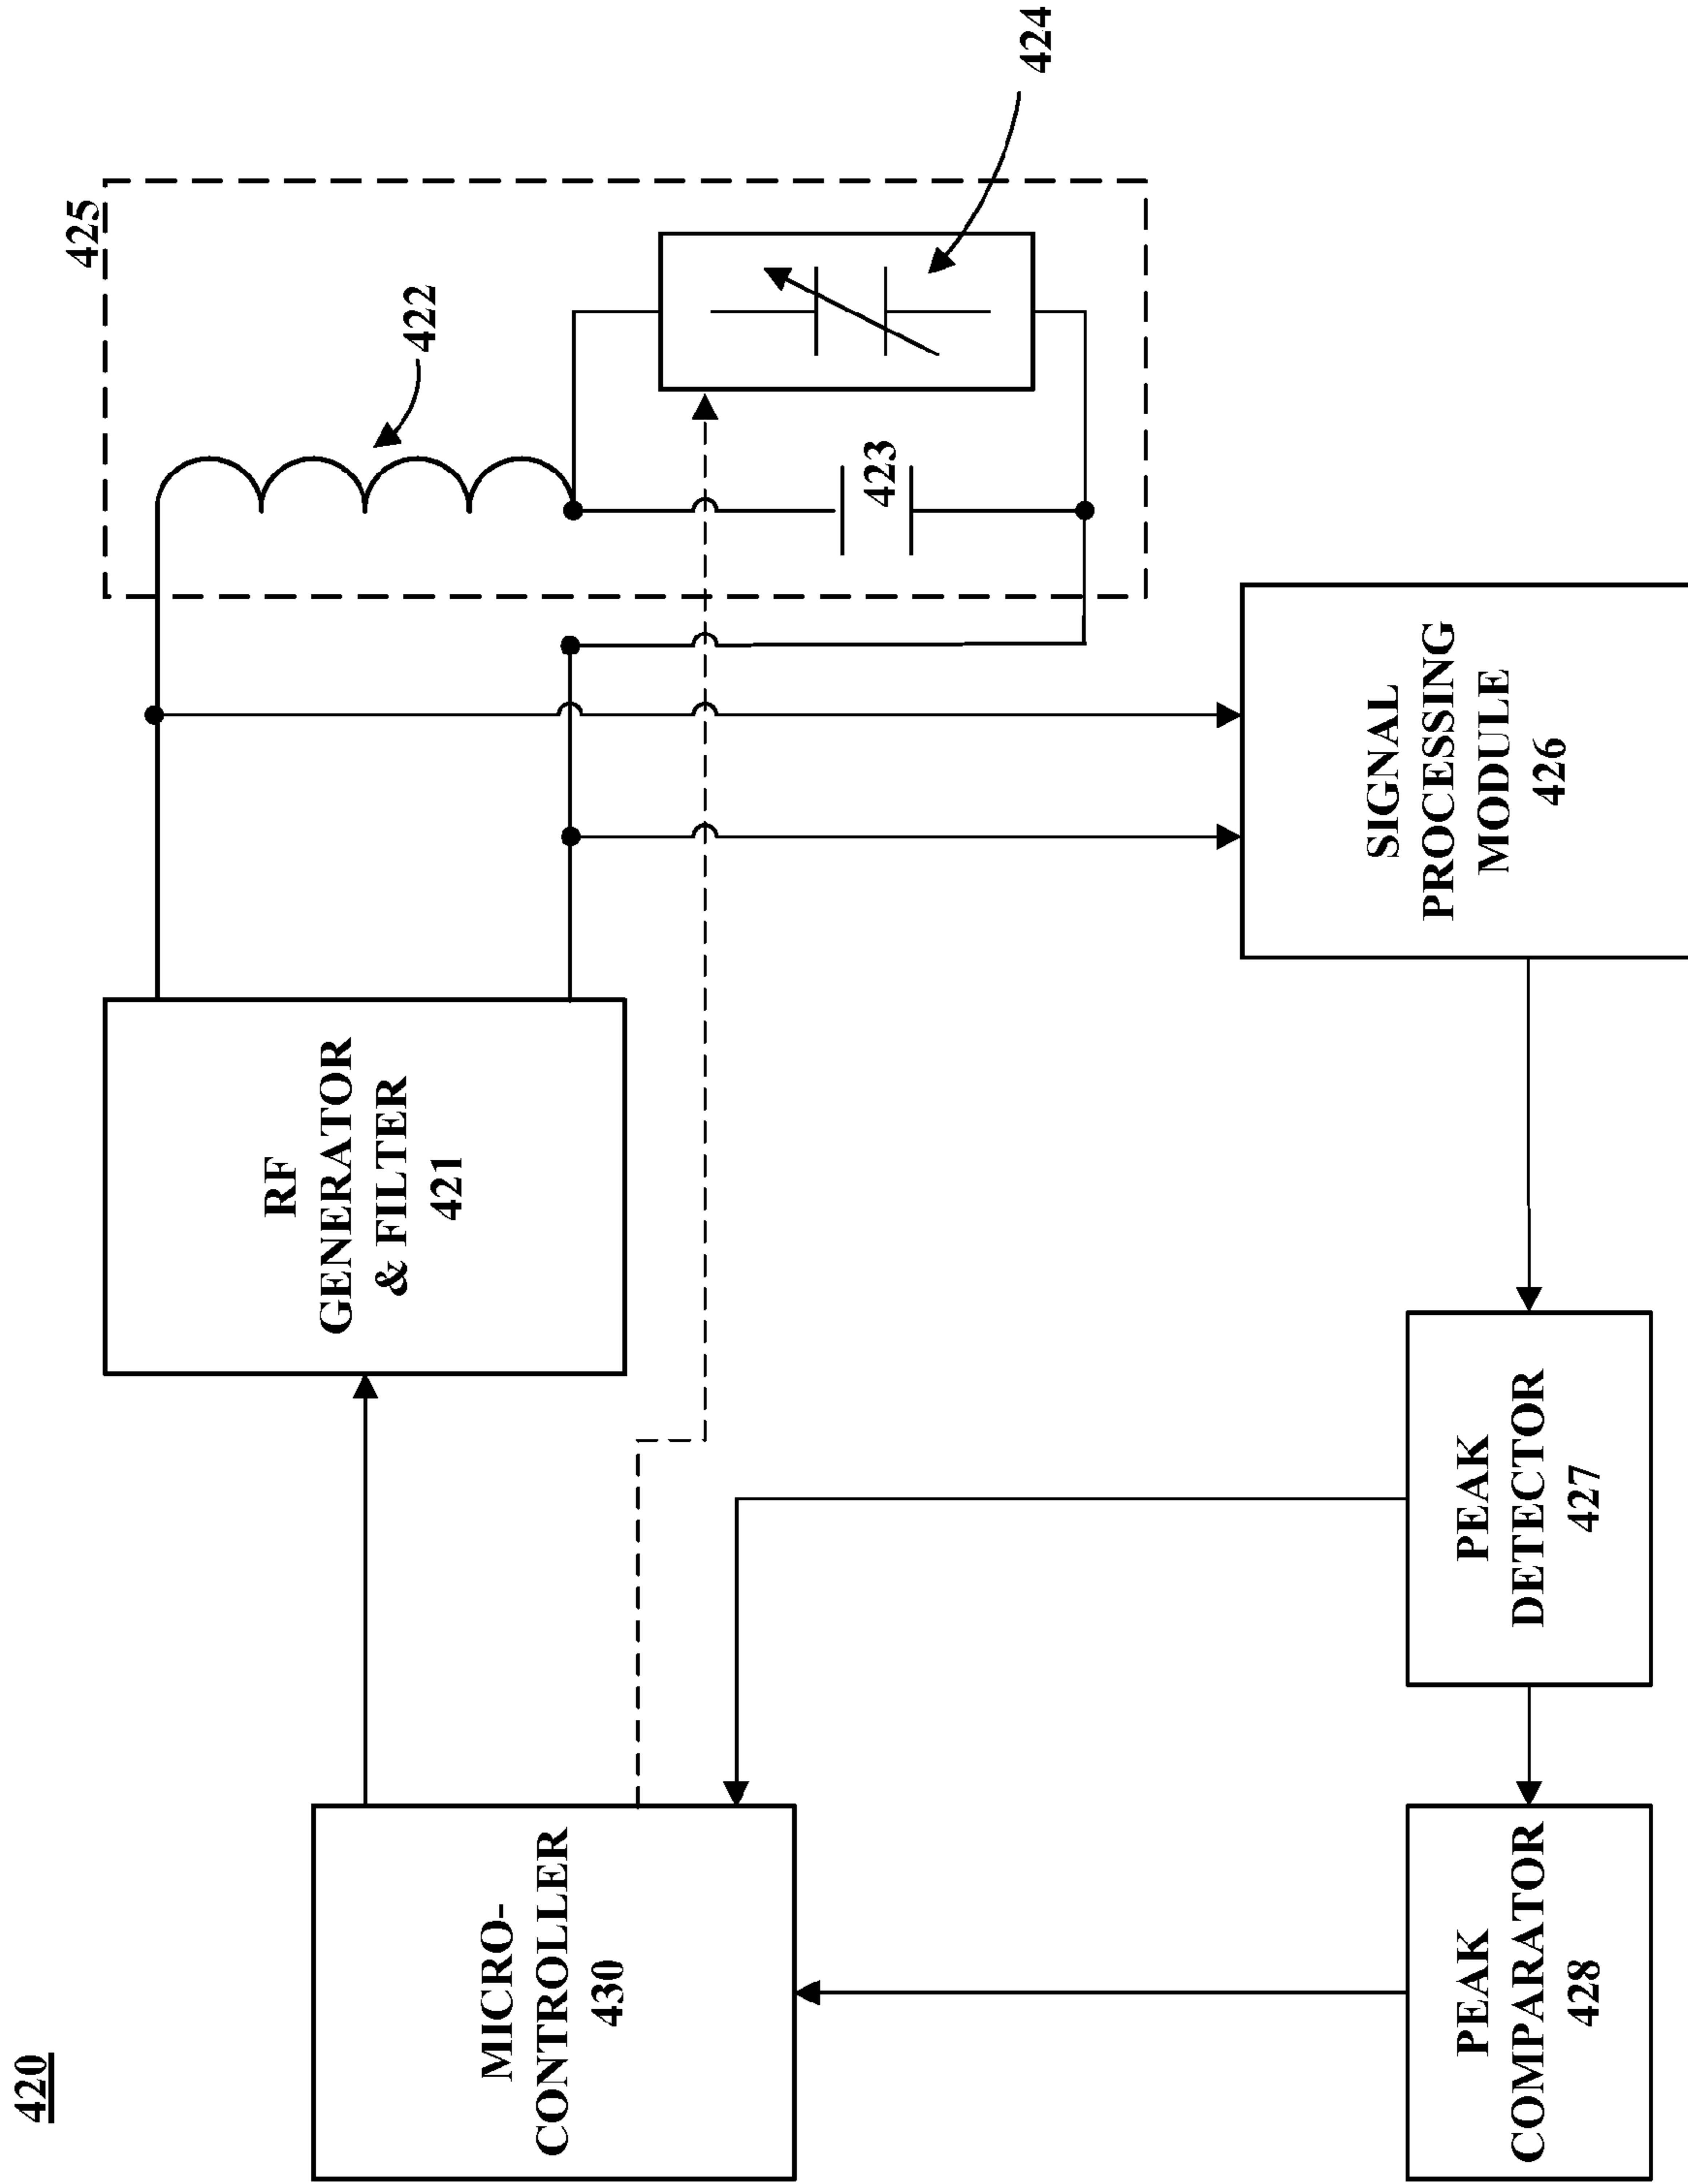 420
425
422
424
423
RF
GENERATOR
& FILTER
421
MICRO-
CONTROLLER
430
SIGNAL
PROCESSING
MODULE
426
PEAK
DETECTOR
427
PEAK
COMPARATOR
428